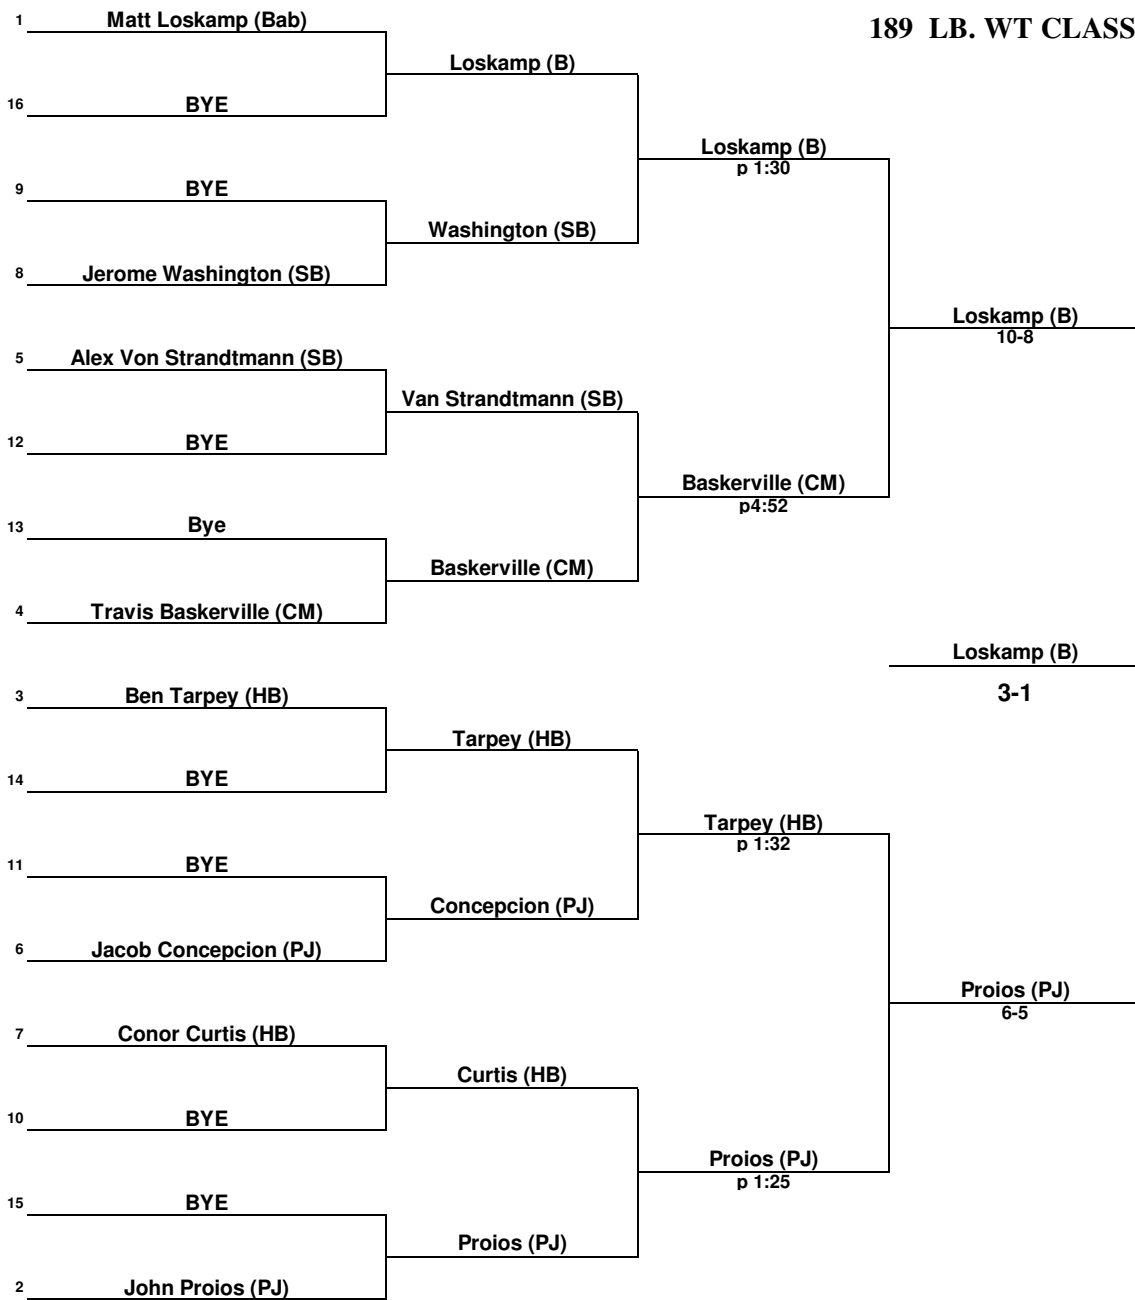 1 Matt Loskamp (Bab)
189 LB. WT CLASS
Loskamp (B)
16 BYE
Loskamp (B)
p 1:30
9 BYE
Washington (SB)
8 Jerome Washington (SB)
Loskamp (B)
10-8
5 Alex Von Strandtmann (SB)
Van Strandtmann (SB)
12 BYE
Baskerville (CM)
p4:52
13 Bye
Baskerville (CM)
4 Travis Baskerville (CM)
Loskamp (B)
3-1
3 Ben Tarpey (HB)
Tarpey (HB)
14 BYE
Tarpey (HB)
p 1:32
11 BYE
Concepcion (PJ)
6 Jacob Concepcion (PJ)
Proios (PJ)
6-5
7 Conor Curtis (HB)
Curtis (HB)
10 BYE
Proios (PJ)
p 1:25
15 BYE
Proios (PJ)
2 John Proios (PJ)